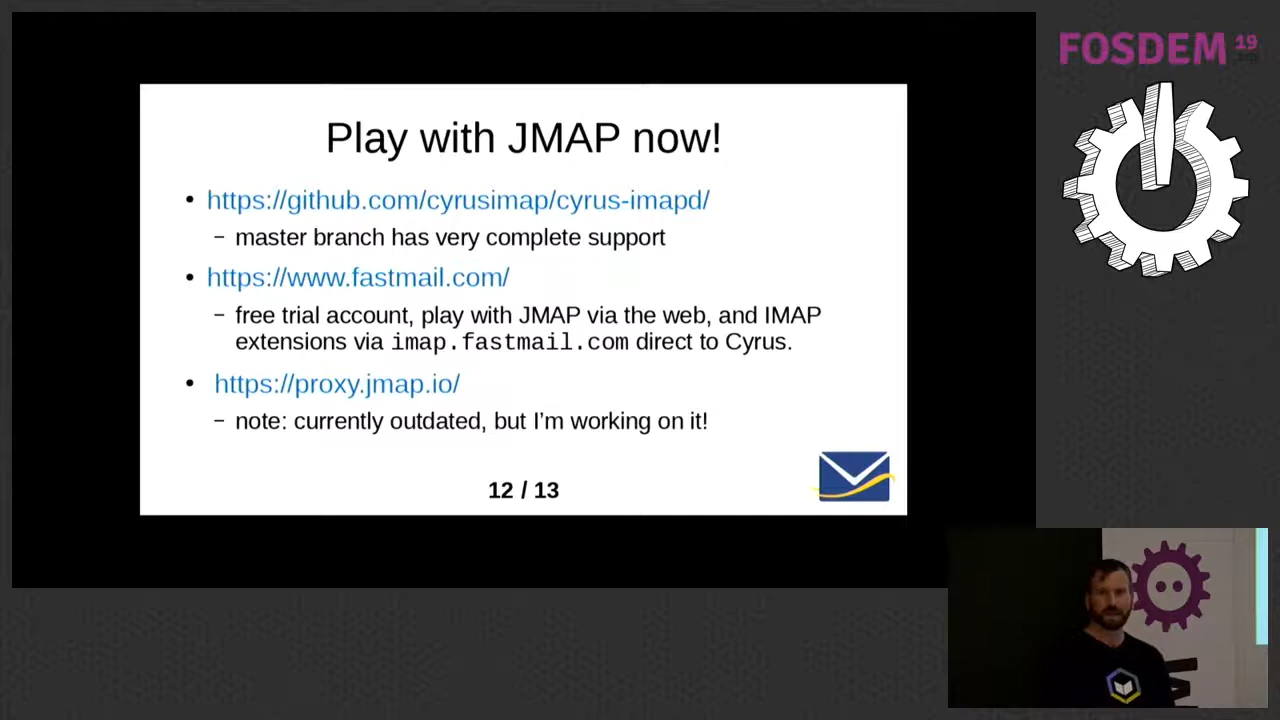 FOSDEM 19
.org
Play with JMAP now!
• https://github.com/cyrusimap/cyrus-imapd/
– master branch has very complete support
• https://www.fastmail.com/
– free trial account, play with JMAP via the web, and IMAP
extensions via imap.fastmail.com direct to Cyrus.
• https://proxy.jmap.io/
– note: currently outdated, but I’m working on it!
12 / 13